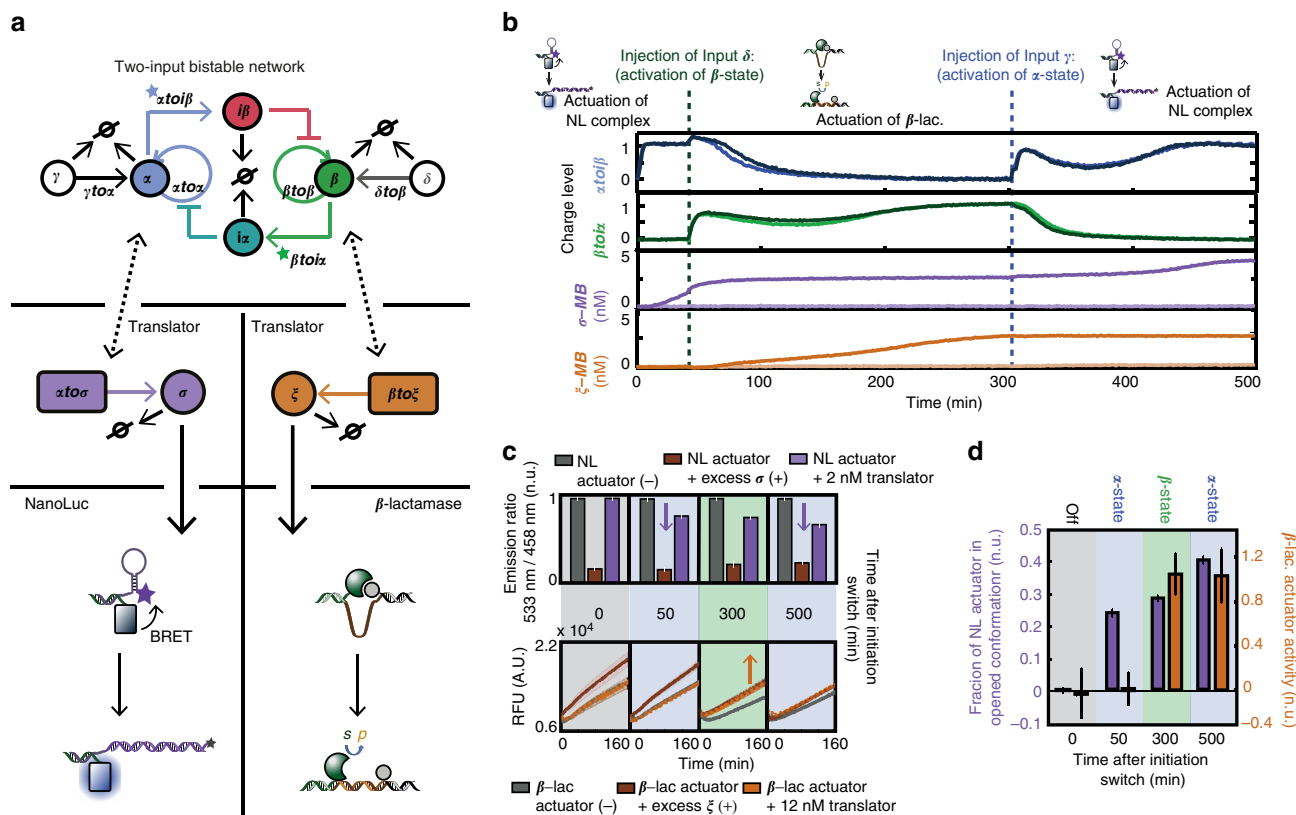 a
Two-input bistable network
αtoiβ
iβ
γ
γtoα
α
αtoα
βtoβ
β
δtoβ
δ
iα
βtoiα
Translator
Translator
αtoσ
σ
ξ
βtoξ
NanoLuc
β-lactamase
BRET
s p
b
Injection of Input δ:
(activation of β-state)
Injection of Input γ:
(activation of α-state)
Actuation of
NL complex
s p
Actuation of β-lac.
Actuation of
NL complex
Charge level
αtoiβ
1
0
βtoiα
1
0
σ–MB
(nM)
5
0
ξ–MB
(nM)
5
0
0 100 200 300 400 500
Time (min)
c
NL
actuator (–)
NL actuator
+ excess σ (+)
NL actuator
+ 2 nM translator
Emission ratio
533 nm / 458 nm (n.u.)
1
0
0 50 300 500
Time after initiation
switch (min)
x 10⁴
RFU (A.U.)
2.2
0.6
0 160 0 160 0 160 0 160
Time (min)
β–lac
actuator (–)
β–lac actuator
+ excess ξ (+)
β–lac actuator
+ 12 nM translator
d
Off
α-state
β-state
α-state
Fracion of NL actuator in
opened conformationr (n.u.)
0.5
0.4
0.3
0.2
0.1
0
–0.1
1.2
0.8
0.4
0
–0.4
β-lac. actuator
activity (n.u.)
0 50 300 500
Time after initiation
switch (min)